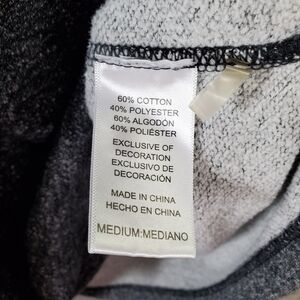 60% COTTON
40% POLYESTER
60% ALGODÓN
40% POLIÉSTER
EXCLUSIVE OF
DECORATION
EXCLUSIVO DE
DECORACIÓN
MADE IN CHINA
HECHO EN CHINA
MEDIUM:MEDIANO